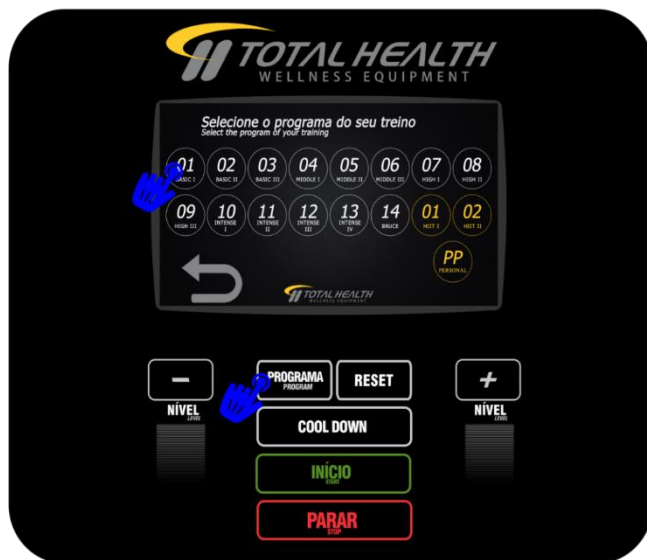 TOTAL HEALTH
WELLNESS EQUIPMENT
Selecione o programa do seu treino
Select the program of your training
01 02 03 04 05 06 07 08
BASIC I BASIC II BASIC III MIDDLE I MIDDLE II MIDDLE III HIGH I HIGH II
09 10 11 12 13 14 01 02
HIGH III INTENSE I INTENSE II INTENSE III INTENSE IV BRUCE HIIT I HIIT II
PP
PERSONAL
TOTAL HEALTH
WELLNESS EQUIPMENT
- PROGRAMA RESET +
PROGRAM
NÍVEL NÍVEL
LEVEL LEVEL
COOL DOWN
INÍCIO
START
PARAR
STOP